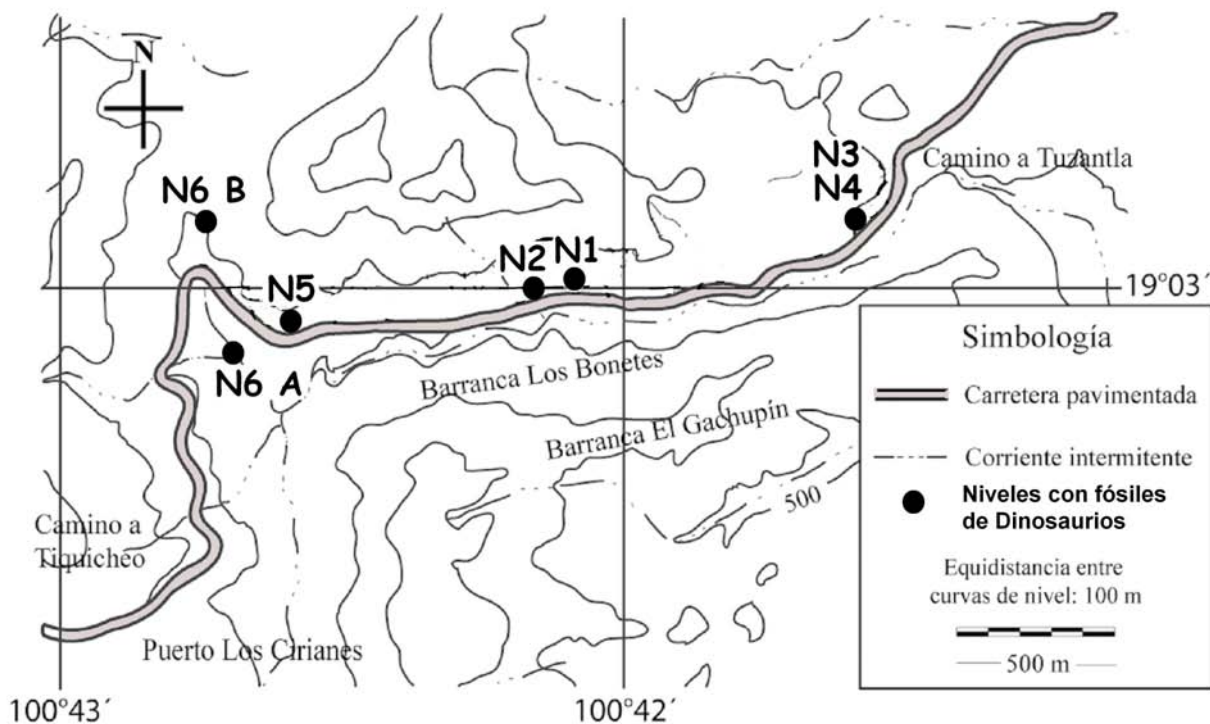 N
N6 B
N5
N6 A
N2
N1
N3
N4
Camino a Tuzantla
19°03´
Barranca Los Bonetes
Barranca El Gachupín
500
Camino a
Tiquicheo
Puerto Los Cirianes
100°43´
100°42´
Simbología
Carretera pavimentada
Corriente intermitente
Niveles con fósiles
de Dinosaurios
Equidistancia entre
curvas de nivel: 100 m
500 m